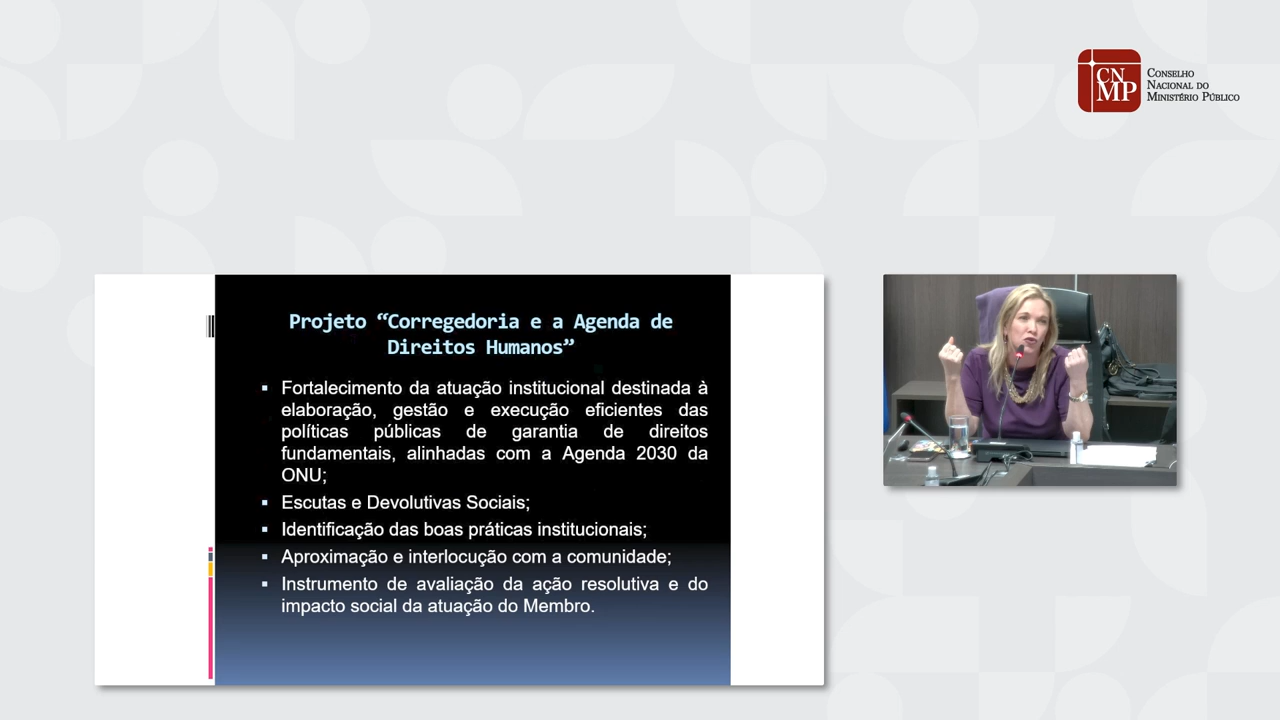 CN
MP
Conselho
Nacional do
Ministério Público
Projeto “Corregedoria e a Agenda de
Direitos Humanos”
▪ Fortalecimento da atuação institucional destinada à
elaboração, gestão e execução eficientes das
políticas públicas de garantia de direitos
fundamentais, alinhadas com a Agenda 2030 da
ONU;
▪ Escutas e Devolutivas Sociais;
▪ Identificação das boas práticas institucionais;
▪ Aproximação e interlocução com a comunidade;
▪ Instrumento de avaliação da ação resolutiva e do
impacto social da atuação do Membro.